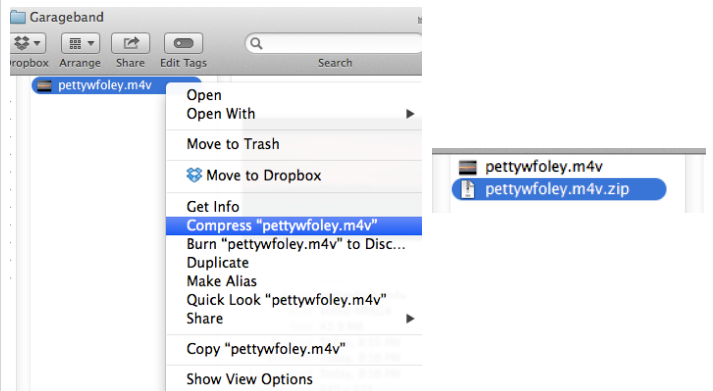 Garageband
Dropbox Arrange Share Edit Tags Search
pettywfoley.m4v
Open
Open With
Move to Trash
Move to Dropbox
Get Info
Compress “pettywfoley.m4v”
Burn “pettywfoley.m4v” to Disc...
Duplicate
Make Alias
Quick Look “pettywfoley.m4v”
Share
Copy “pettywfoley.m4v”
Show View Options
pettywfoley.m4v
pettywfoley.m4v.zip